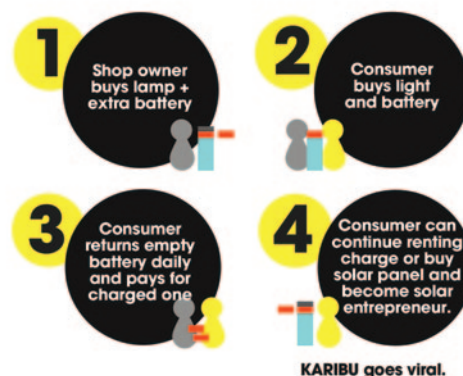 1
Shop owner
buys lamp +
extra battery
2
Consumer
buys light
and battery
3
Consumer
returns empty
battery daily
and pays for
charged one
4
Consumer can
continue renting
charge or buy
solar panel and
become solar
entrepreneur.
KARIBU goes viral.